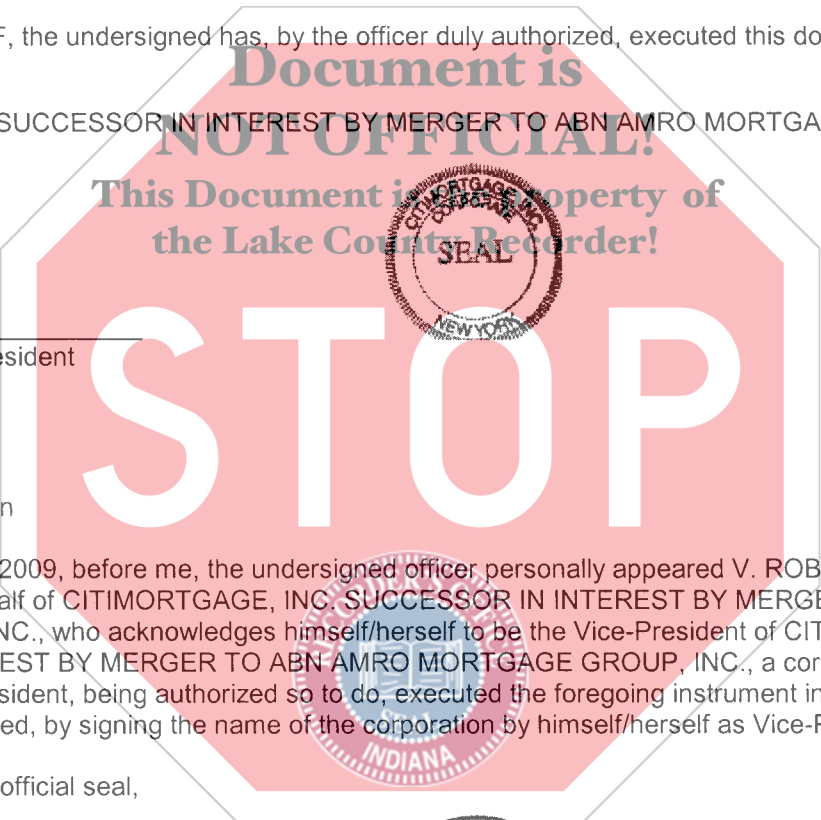 F, the undersigned has, by the officer duly authorized, executed this do
Document is
SUCCESSOR IN INTEREST BY MERGER TO ABN AMRO MORTGA
NOT OFFICIAL!
This Document is the property of
the Lake County Recorder!
CITIMORTGAGE, INC.
CORPORATE
SEAL
NEW YORK
esident
STOP
n
2009, before me, the undersigned officer personally appeared V. ROB
alf of CITIMORTGAGE, INC. SUCCESSOR IN INTEREST BY MERGE
NC., who acknowledges himself/herself to be the Vice-President of CIT
EST BY MERGER TO ABN AMRO MORTGAGE GROUP, INC., a cor
sident, being authorized so to do, executed the foregoing instrument in
ed, by signing the name of the corporation by himself/herself as Vice-P
RECORDER'S OFFICE
INDIANA
official seal,